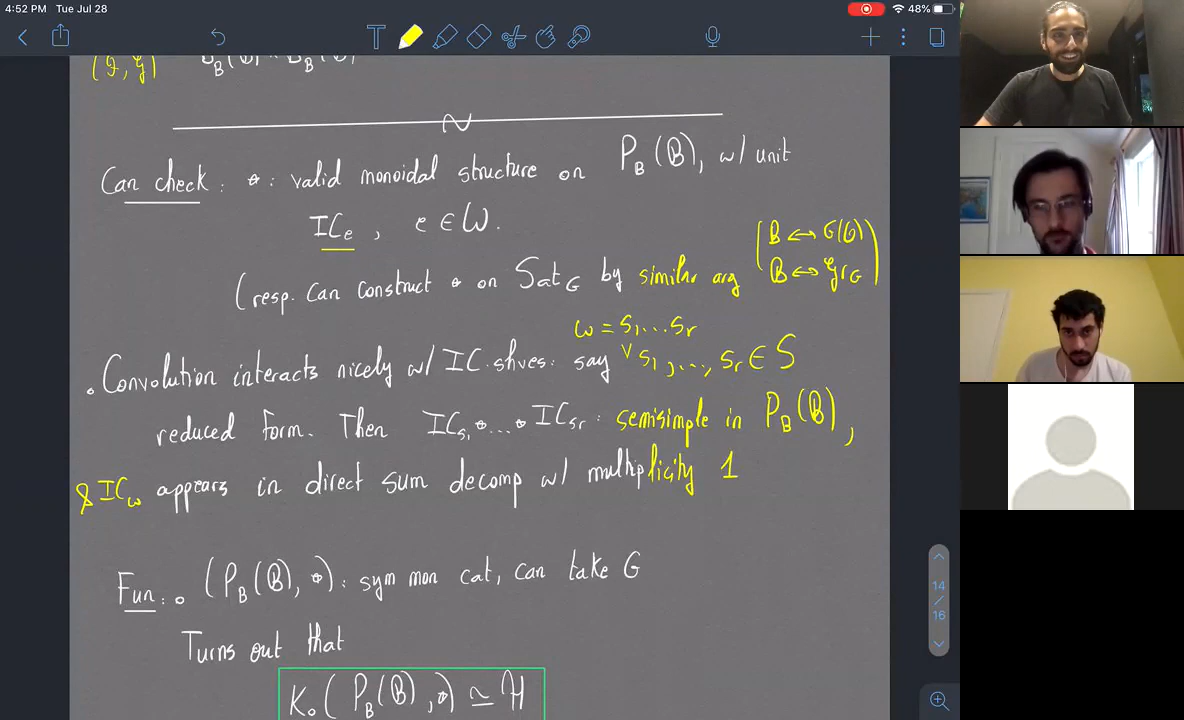 4:52 PM Tue Jul 28
48%
(F, G)
Can check: *: valid monoidal structure on P_B(B), w/ unit
IC_e, e ∈ W.
(resp. Can construct * on Sat_G by similar arg
(B ↔ G(O)
B ↔ Gr_G)
w = s_1...s_r
. Convolution interacts nicely w/ IC shves: say s_1, ..., s_r ∈ S
reduced form. Then IC_{s_1} * ... * IC_{s_r}: semisimple in P_B(B),
& IC_w appears in direct sum decomp w/ multiplicity 1
Fun: o (P_B(B), *): sym mon cat, can take G
Turns out that
K_0(P_B(B), *) ≃ H
14
/
16